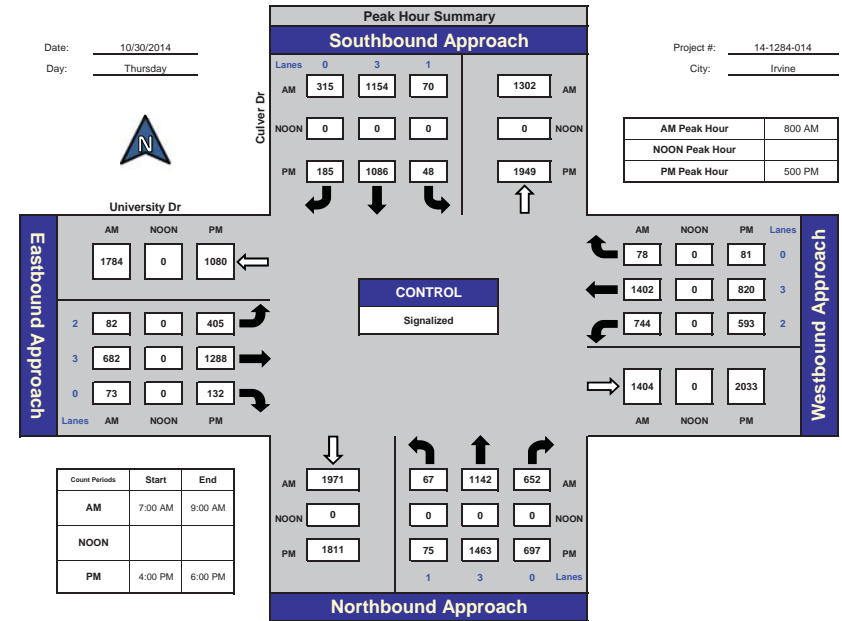 Peak Hour Summary
Southbound Approach
Date: 10/30/2014
Day: Thursday
Project #: 14-1284-014
City: Irvine
N
Culver Dr
University Dr
Lanes 0 3 1
AM 315 1154 70 1302 AM
NOON 0 0 0 0 NOON
PM 185 1086 48 1949 PM
AM Peak Hour 800 AM
NOON Peak Hour
PM Peak Hour 500 PM
Eastbound Approach
AM NOON PM
1784 0 1080
2 82 0 405
3 682 0 1288
0 73 0 132
Lanes AM NOON PM
CONTROL
Signalized
AM NOON PM Lanes
78 0 81 0
1402 0 820 3
744 0 593 2
1404 0 2033
AM NOON PM
Westbound Approach
Count Periods Start End
AM 7:00 AM 9:00 AM
NOON
PM 4:00 PM 6:00 PM
AM 1971 67 1142 652 AM
NOON 0 0 0 0 NOON
PM 1811 75 1463 697 PM
1 3 0 Lanes
Northbound Approach